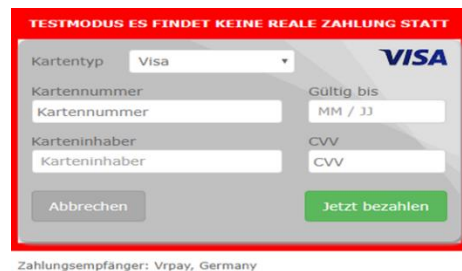 TESTMODUS ES FINDET KEINE REALE ZAHLUNG STATT
Kartentyp Visa VISA
Kartennummer Gültig bis
Kartennummer MM / JJ
Karteninhaber CVV
Karteninhaber CVV
Abbrechen Jetzt bezahlen
Zahlungsempfänger: Vrpay, Germany